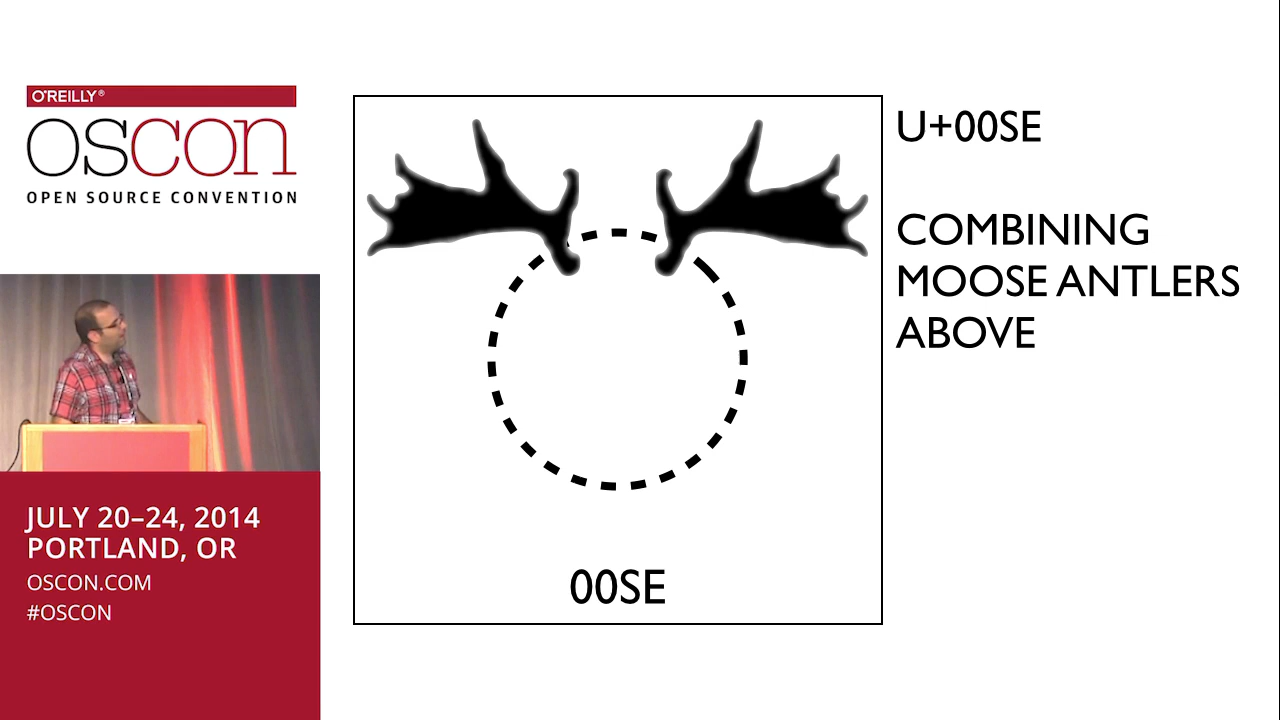 O'REILLY®
OSCON
OPEN SOURCE CONVENTION
JULY 20–24, 2014
PORTLAND, OR
OSCON.COM
#OSCON
00SE
U+00SE
COMBINING
MOOSE ANTLERS
ABOVE